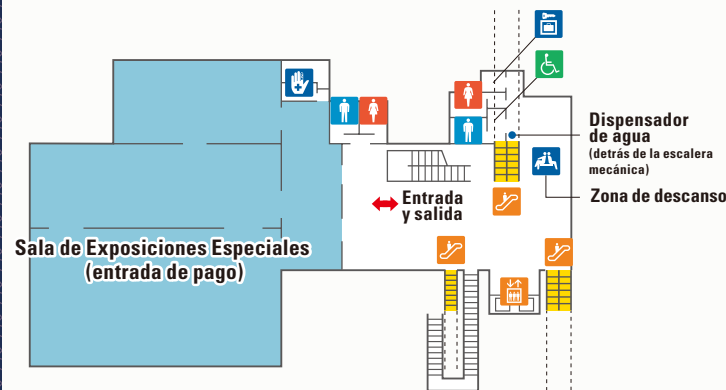 Dispensador
de agua
(detrás de la escalera
mecánica)
Zona de descanso
Entrada
y salida
Sala de Exposiciones Especiales
(entrada de pago)